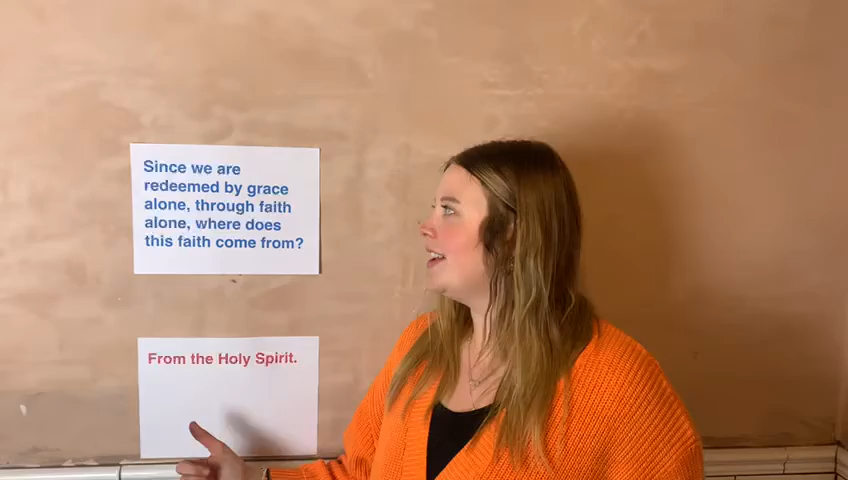 Since we are
redeemed by grace
alone, through faith
alone, where does
this faith come from?
From the Holy Spirit.